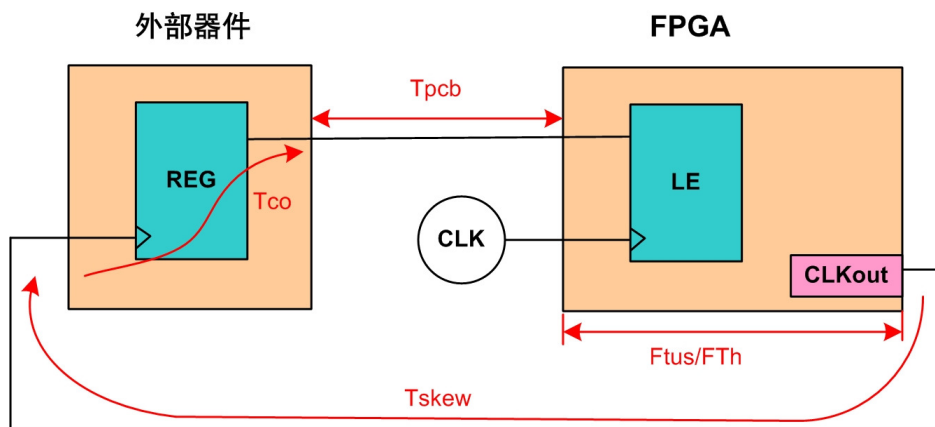 外部器件
FPGA
Tpcb
REG
LE
Tco
CLK
CLKout
Ftus/FTh
Tskew